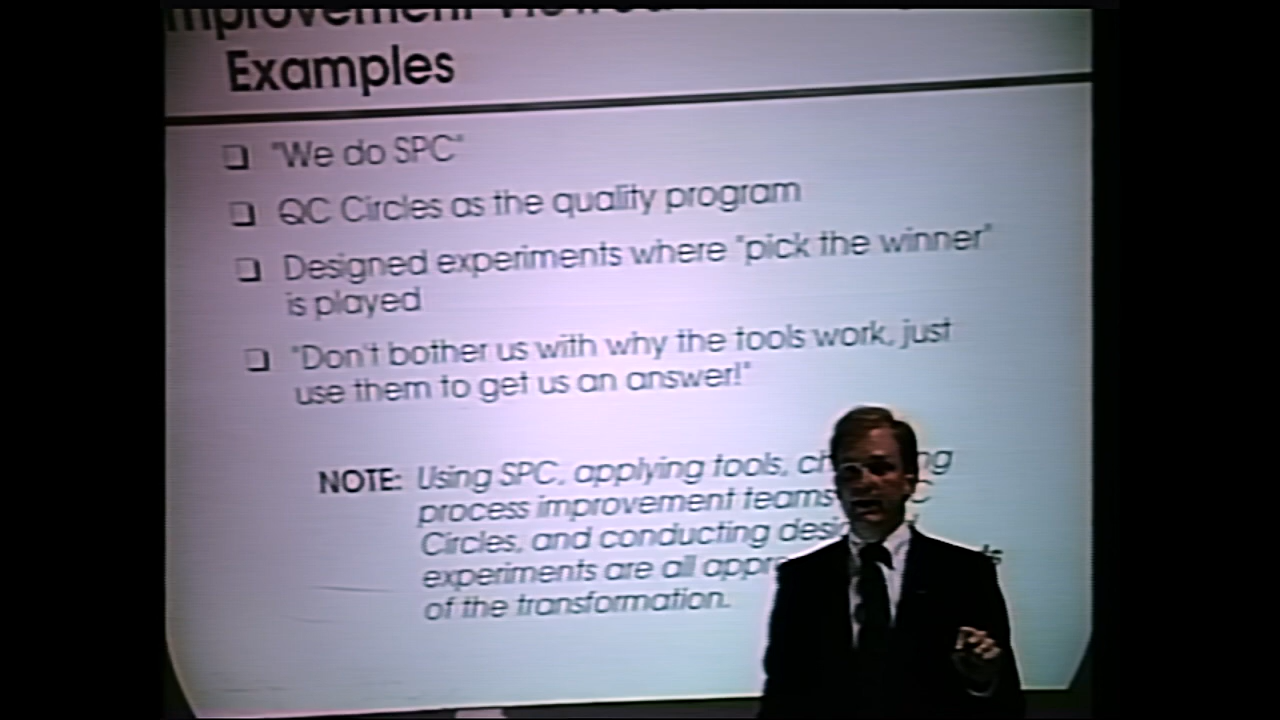 Improvement Viewed
Examples
❏ "We do SPC"
❏ QC Circles as the quality program
❏ Designed experiments where "pick the winner"
is played
❏ "Don't bother us with why the tools work, just
use them to get us an answer!"
NOTE: Using SPC, applying tools,
process improvement teams
Circles, and conducting
experiments are all
of the transformation.